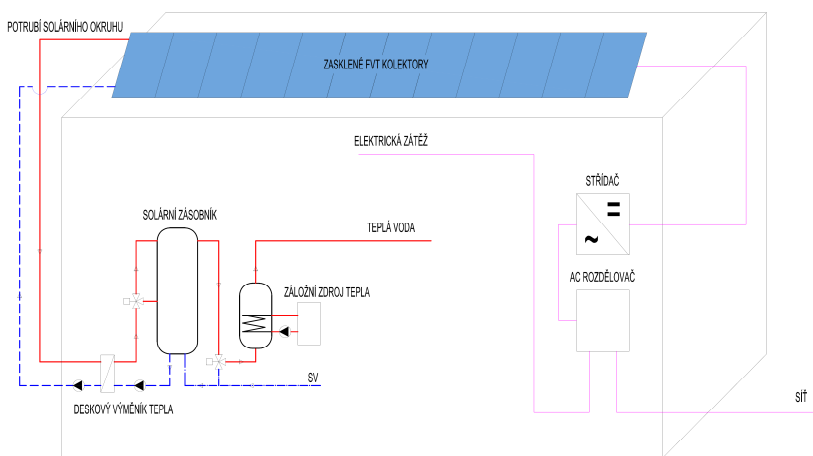 POTRUBÍ SOLÁRNÍHO OKRUHU
ZASKLENÉ FVT KOLEKTORY
ELEKTRICKÁ ZÁTĚŽ
STŘÍDAČ
SOLÁRNÍ ZÁSOBNÍK
TEPLÁ VODA
AC ROZDĚLOVAČ
ZÁLOŽNÍ ZDROJ TEPLA
SV
SÍŤ
DESKOVÝ VÝMĚNÍK TEPLA